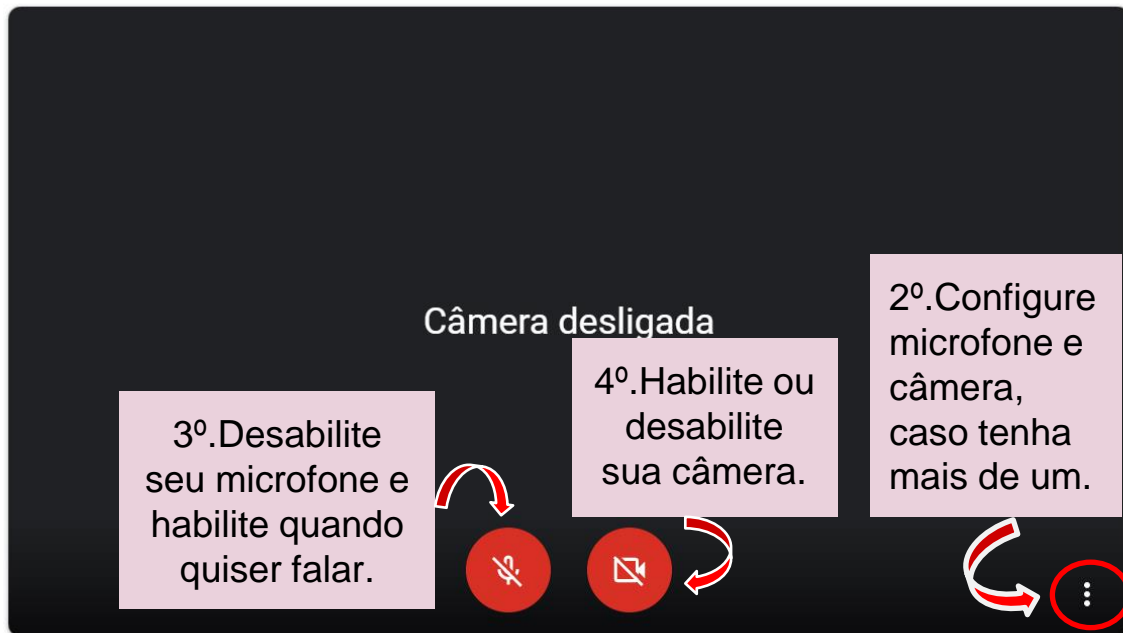 Câmera desligada
2º.Configure
microfone e
câmera,
caso tenha
mais de um.
3º.Desabilite
seu microfone e
habilite quando
quiser falar.
4º.Habilite ou
desabilite
sua câmera.